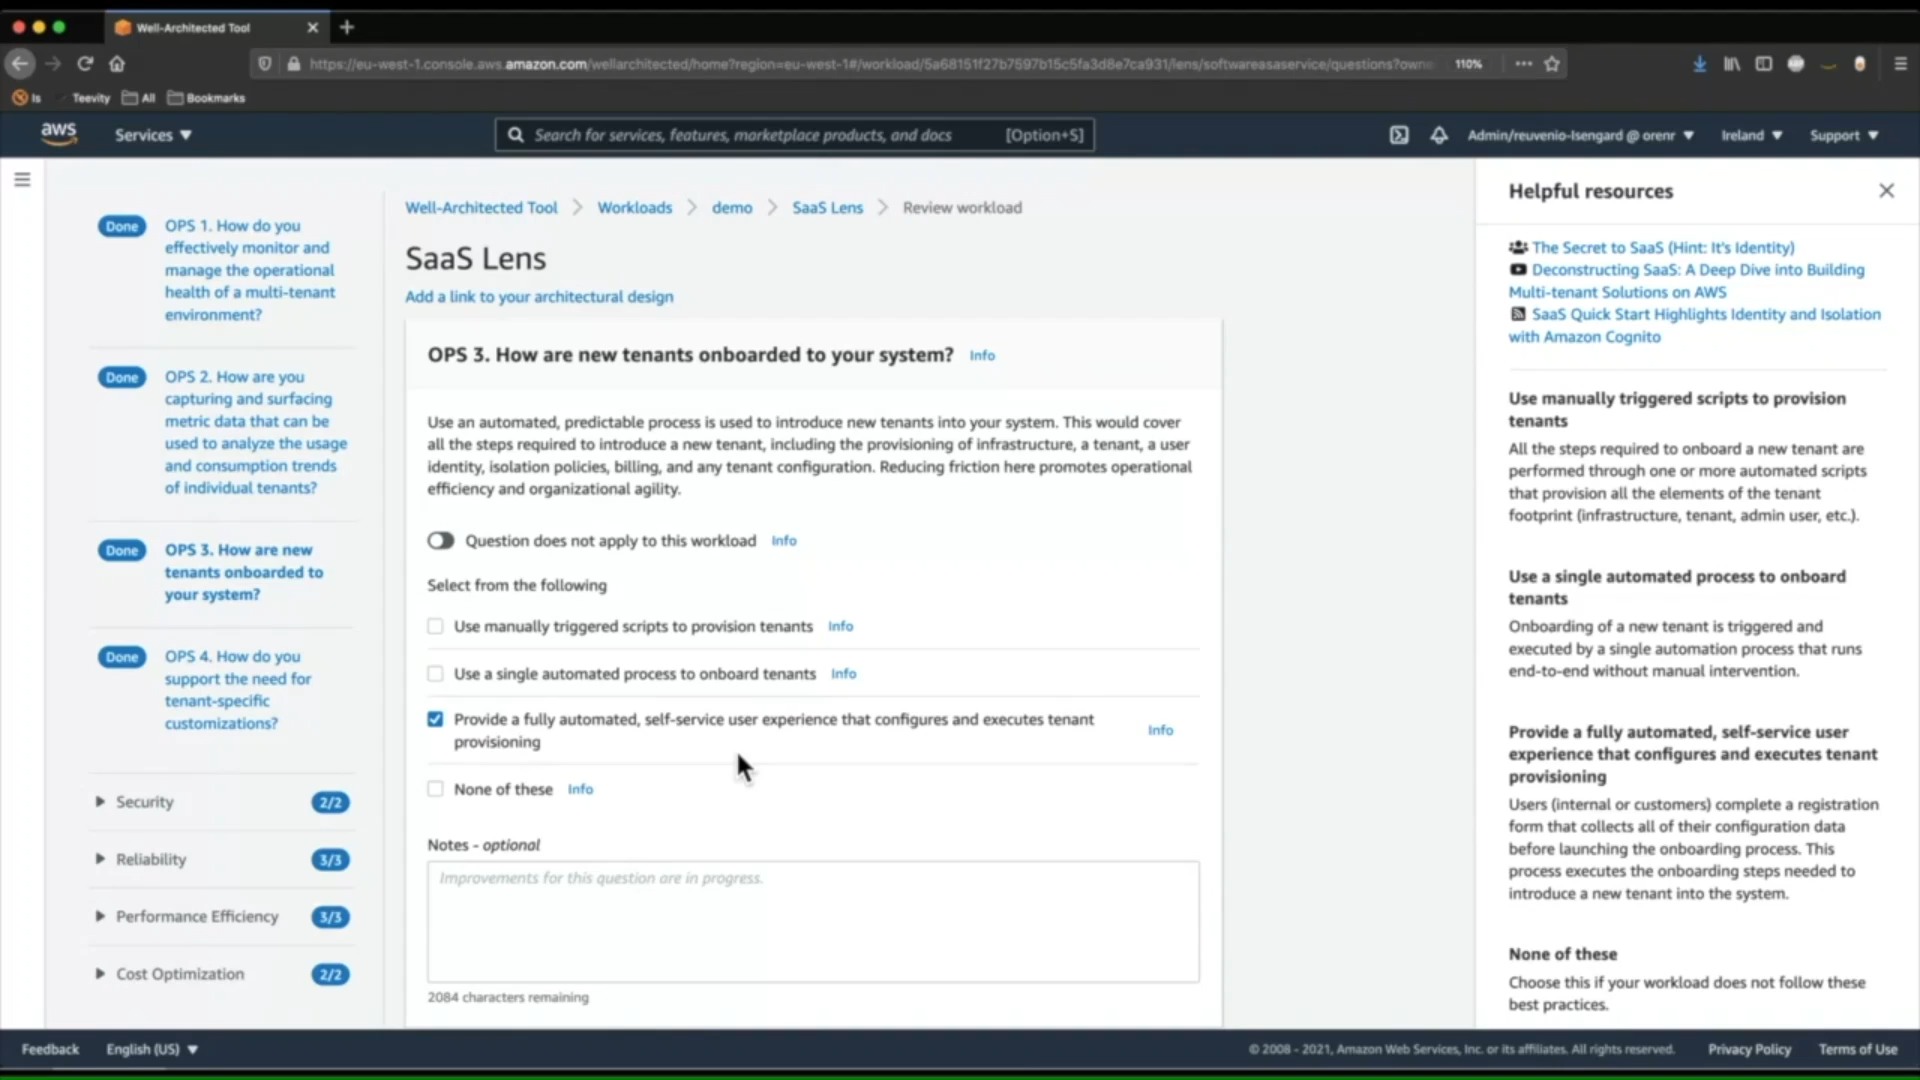 Well-Architected Tool
https://eu-west-1.console.aws.amazon.com/wellarchitected/home?region=eu-west-1#/workload/5a68151f27b7597b15c5fa3d8e7ca931/lens/softwareasaservice/questions?owne
110%
Is
Teevity
All
Bookmarks
aws
Services
Search for services, features, marketplace products, and docs
[Option+S]
Admin/reuvenio-Isengard @ orenr
Ireland
Support
Done
OPS 1. How do you
effectively monitor and
manage the operational
health of a multi-tenant
environment?
Done
OPS 2. How are you
capturing and surfacing
metric data that can be
used to analyze the usage
and consumption trends
of individual tenants?
Done
OPS 3. How are new
tenants onboarded to
your system?
Done
OPS 4. How do you
support the need for
tenant-specific
customizations?
Security 2/2
Reliability 3/3
Performance Efficiency 3/3
Cost Optimization 2/2
Well-Architected Tool > Workloads > demo > SaaS Lens > Review workload
SaaS Lens
Add a link to your architectural design
OPS 3. How are new tenants onboarded to your system? Info
Use an automated, predictable process is used to introduce new tenants into your system. This would cover
all the steps required to introduce a new tenant, including the provisioning of infrastructure, a tenant, a user
identity, isolation policies, billing, and any tenant configuration. Reducing friction here promotes operational
efficiency and organizational agility.
Question does not apply to this workload Info
Select from the following
Use manually triggered scripts to provision tenants Info
Use a single automated process to onboard tenants Info
Provide a fully automated, self-service user experience that configures and executes tenant
provisioning
Info
None of these Info
Notes - optional
Improvements for this question are in progress.
2084 characters remaining
Helpful resources
The Secret to SaaS (Hint: It's Identity)
Deconstructing SaaS: A Deep Dive into Building
Multi-tenant Solutions on AWS
SaaS Quick Start Highlights Identity and Isolation
with Amazon Cognito
Use manually triggered scripts to provision
tenants
All the steps required to onboard a new tenant are
performed through one or more automated scripts
that provision all the elements of the tenant
footprint (infrastructure, tenant, admin user, etc.).
Use a single automated process to onboard
tenants
Onboarding of a new tenant is triggered and
executed by a single automation process that runs
end-to-end without manual intervention.
Provide a fully automated, self-service user
experience that configures and executes tenant
provisioning
Users (internal or customers) complete a registration
form that collects all of their configuration data
before launching the onboarding process. This
process executes the onboarding steps needed to
introduce a new tenant into the system.
None of these
Choose this if your workload does not follow these
best practices.
Feedback
English (US)
© 2008 - 2021, Amazon Web Services, Inc. or its affiliates. All rights reserved.
Privacy Policy
Terms of Use